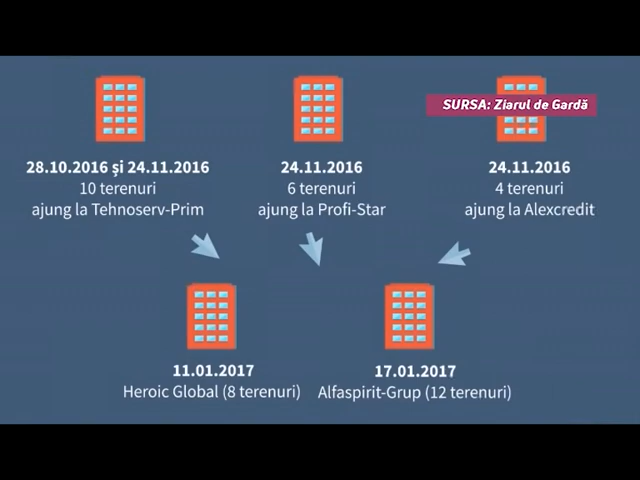 SURSA: Ziarul de Gardă
28.10.2016 și 24.11.2016
10 terenuri
ajung la Tehnoserv-Prim
24.11.2016
6 terenuri
ajung la Profi-Star
24.11.2016
4 terenuri
ajung la Alexcredit
11.01.2017
Heroic Global (8 terenuri)
17.01.2017
Alfaspirit-Grup (12 terenuri)